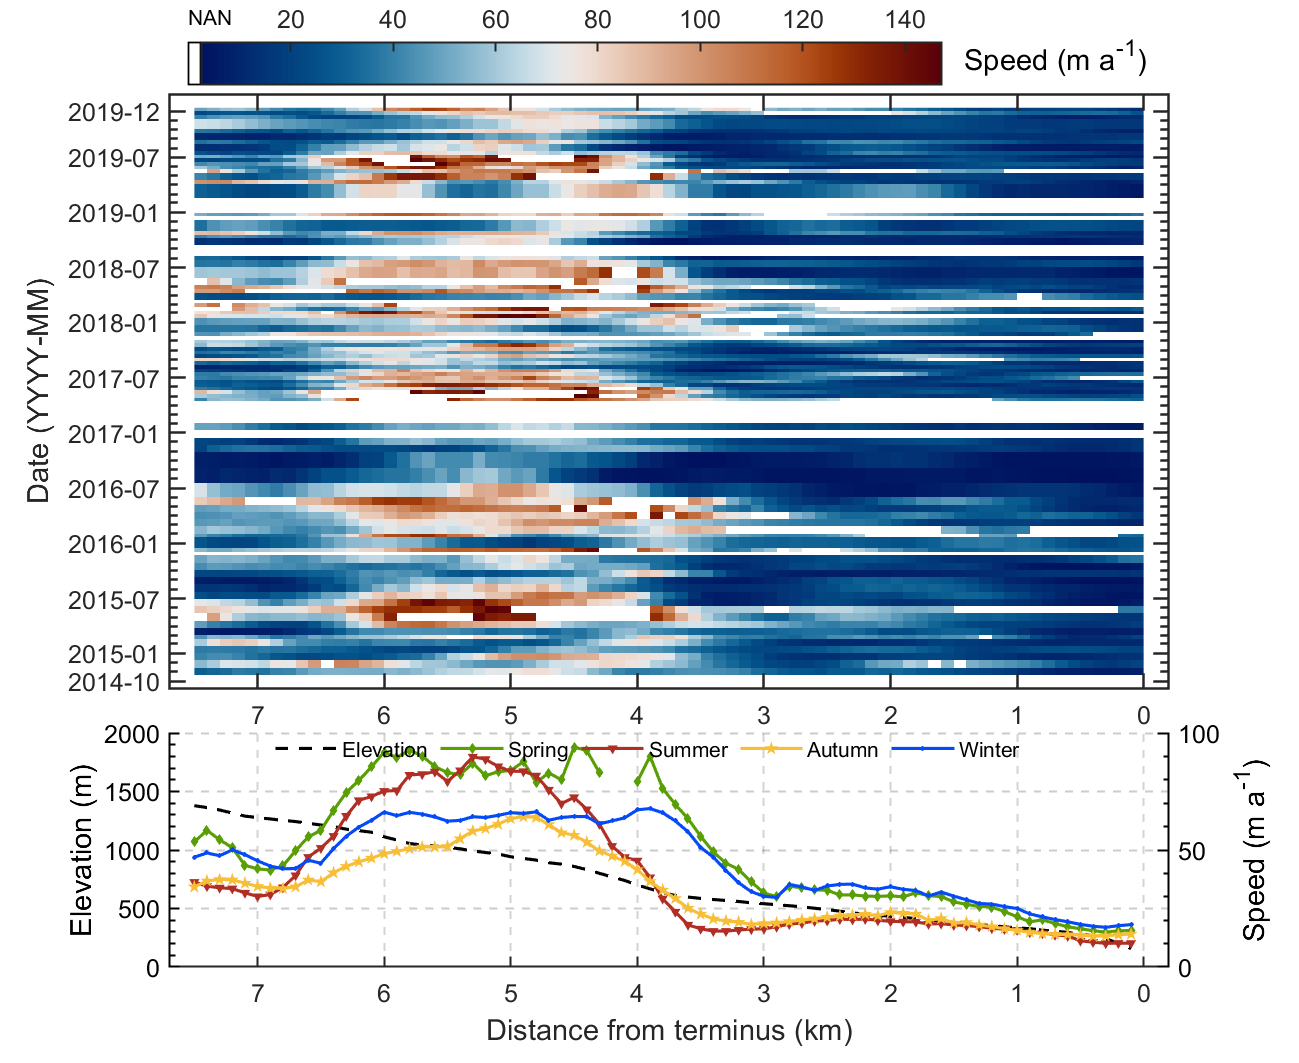 NAN 20 40 60 80 100 120 140
Speed (m a-1)
Date (YYYY-MM)
2019-12
2019-07
2019-01
2018-07
2018-01
2017-07
2017-01
2016-07
2016-01
2015-07
2015-01
2014-10
7 6 5 4 3 2 1 0
Elevation (m)
2000
1500
1000
500
0
Elevation Spring Summer Autumn Winter
100
50
0
Speed (m a-1)
7 6 5 4 3 2 1 0
Distance from terminus (km)